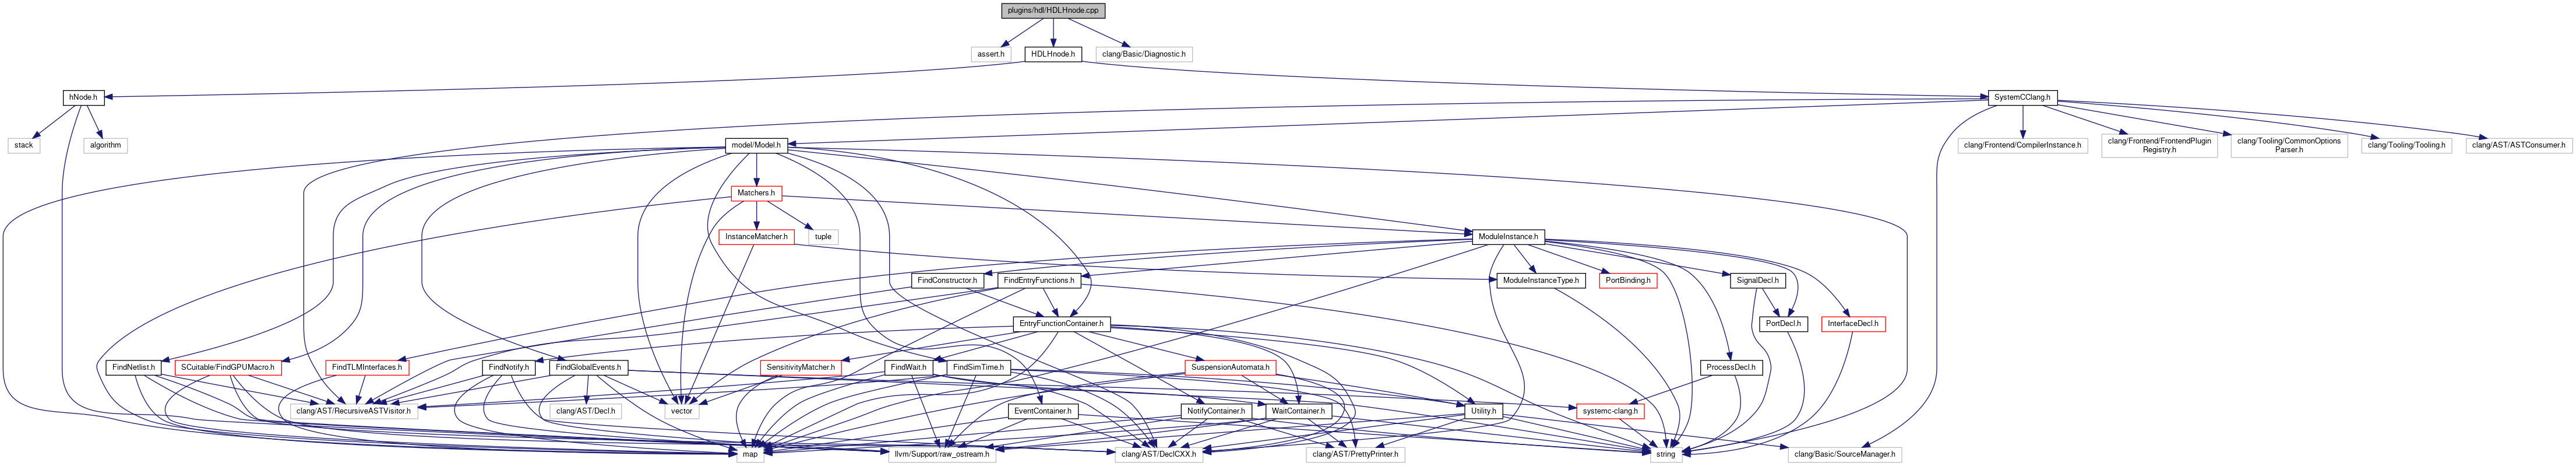 plugins/hdl/HDLHnode.cpp
assert.h
HDLHnode.h
clang/Basic/Diagnostic.h
hNode.h
SystemCClang.h
stack
algorithm
model/Model.h
clang/Frontend/CompilerInstance.h
clang/Frontend/FrontendPlugin
Registry.h
clang/Tooling/CommonOptions
Parser.h
clang/Tooling/Tooling.h
clang/AST/ASTConsumer.h
Matchers.h
InstanceMatcher.h
tuple
ModuleInstance.h
FindConstructor.h
FindEntryFunctions.h
ModuleInstanceType.h
PortBinding.h
SignalDecl.h
EntryFunctionContainer.h
PortDecl.h
InterfaceDecl.h
FindNetlist.h
SCuitable/FindGPUMacro.h
FindTLMInterfaces.h
FindNotify.h
FindGlobalEvents.h
SensitivityMatcher.h
FindWait.h
FindSimTime.h
SuspensionAutomata.h
ProcessDecl.h
clang/AST/RecursiveASTVisitor.h
clang/AST/Decl.h
vector
EventContainer.h
NotifyContainer.h
WaitContainer.h
Utility.h
systemc-clang.h
map
llvm/Support/raw_ostream.h
clang/AST/DeclCXX.h
clang/AST/PrettyPrinter.h
string
clang/Basic/SourceManager.h